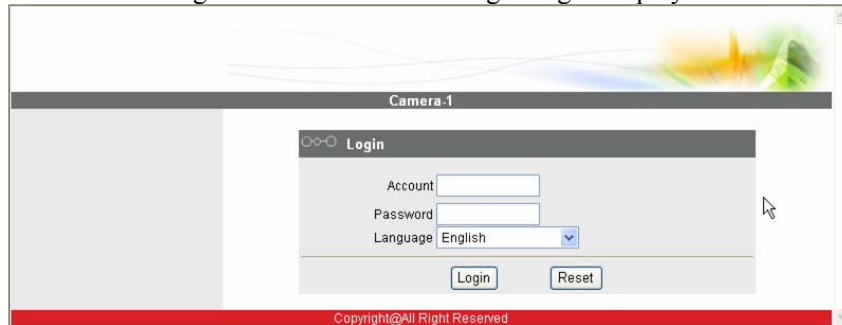 Camera-1
Login
Account
Password
Language English
Login Reset
Copyright@All Right Reserved